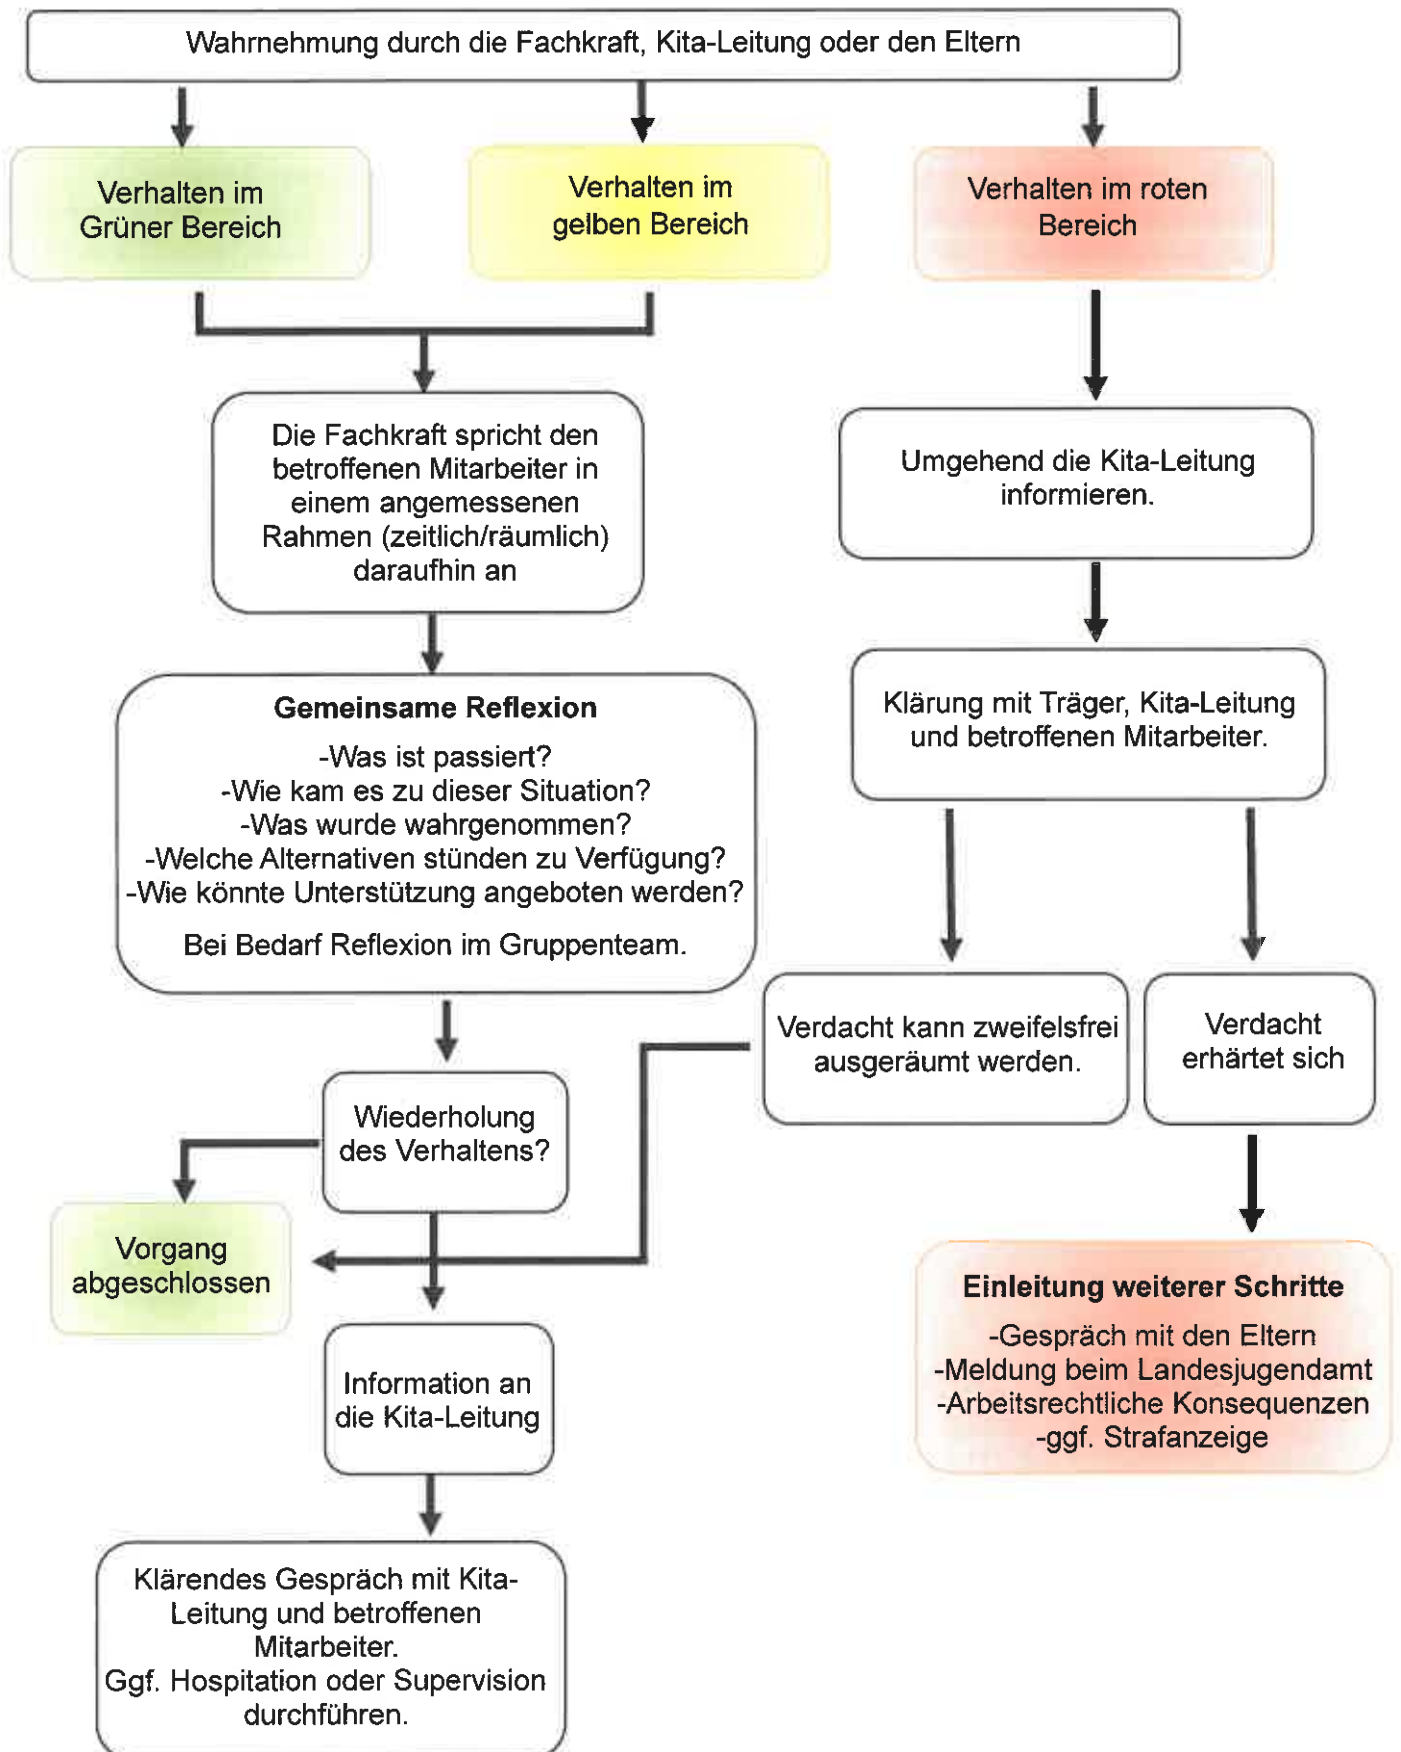 Wahrnehmung durch die Fachkraft, Kita-Leitung oder den Eltern
Verhalten im
Grüner Bereich
Verhalten im
gelben Bereich
Verhalten im roten
Bereich
Die Fachkraft spricht den
betroffenen Mitarbeiter in
einem angemessenen
Rahmen (zeitlich/räumlich)
daraufhin an
Umgehend die Kita-Leitung
informieren.
Gemeinsame Reflexion
-Was ist passiert?
-Wie kam es zu dieser Situation?
-Was wurde wahrgenommen?
-Welche Alternativen stünden zu Verfügung?
-Wie könnte Unterstützung angeboten werden?
Bei Bedarf Reflexion im Gruppenteam.
Klärung mit Träger, Kita-Leitung
und betroffenen Mitarbeiter.
Verdacht kann zweifelsfrei
ausgeräumt werden.
Verdacht
erhärtet sich
Wiederholung
des Verhaltens?
Vorgang
abgeschlossen
Information an
die Kita-Leitung
Einleitung weiterer Schritte
-Gespräch mit den Eltern
-Meldung beim Landesjugendamt
-Arbeitsrechtliche Konsequenzen
-ggf. Strafanzeige
Klärendes Gespräch mit Kita-
Leitung und betroffenen
Mitarbeiter.
Ggf. Hospitation oder Supervision
durchführen.